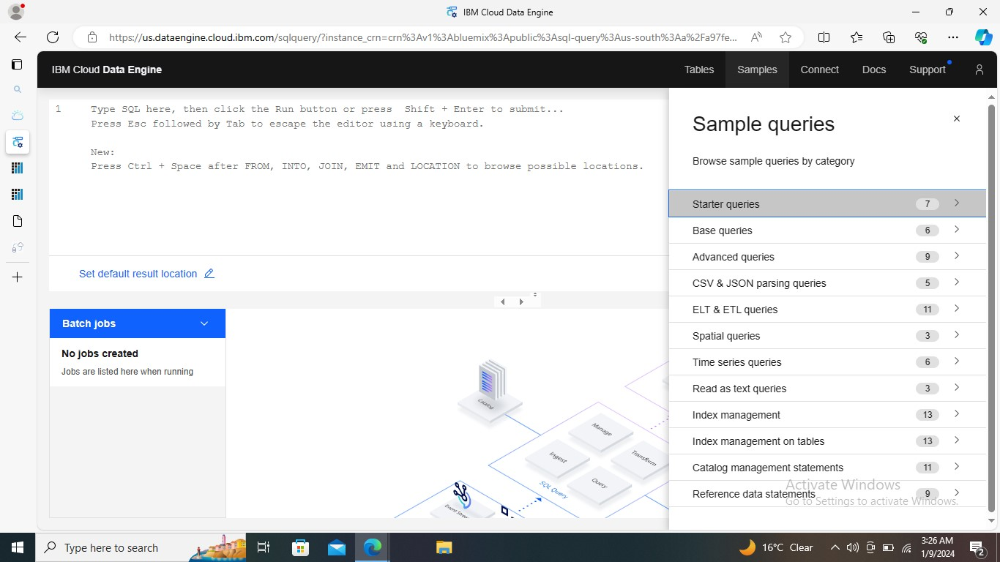 IBM Cloud Data Engine
https://us.dataengine.cloud.ibm.com/sqlquery/?instance_crn=crn%3Av1%3Abluemix%3Apublic%3Asql-query%3Aus-south%3Aa%2Fa97fe...
IBM Cloud Data Engine
Tables Samples Connect Docs Support
1 Type SQL here, then click the Run button or press Shift + Enter to submit...
Press Esc followed by Tab to escape the editor using a keyboard.
New:
Press Ctrl + Space after FROM, INTO, JOIN, EMIT and LOCATION to browse possible locations.
Set default result location
Batch jobs
No jobs created
Jobs are listed here when running
Catalog
Manage
Ingest
Transform
Query
SQL Query
Sample queries
Browse sample queries by category
Starter queries 7
Base queries 6
Advanced queries 9
CSV & JSON parsing queries 5
ELT & ETL queries 11
Spatial queries 3
Time series queries 6
Read as text queries 3
Index management 13
Index management on tables 13
Catalog management statements 11
Reference data statements 9
Activate Windows
Go to Settings to activate Windows.
Type here to search
16°C Clear
3:26 AM
1/9/2024
2